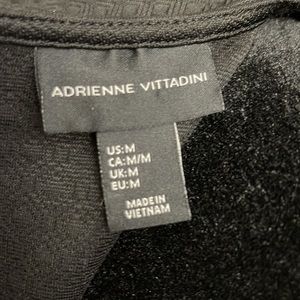 ADRIENNE VITTADINI
US:M
CA:M/M
UK:M
EU:M
MADE IN
VIETNAM